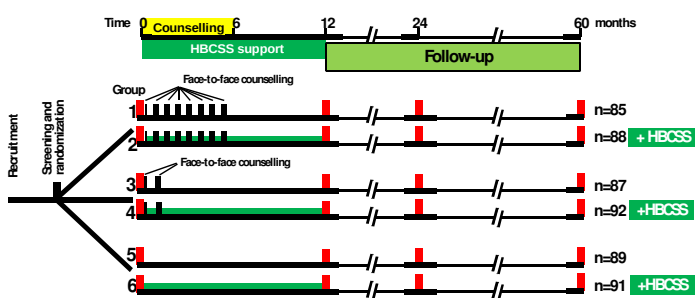 Time 0 6 12 24 60 months
Counselling
HBCSS support
Follow-up
Face-to-face counselling
Group
Recruitment
Screening and
randomization
1 n=85
2 n=88 + HBCSS
Face-to-face counselling
3 n=87
4 n=92 +HBCSS
5 n=89
6 n=91 +HBCSS